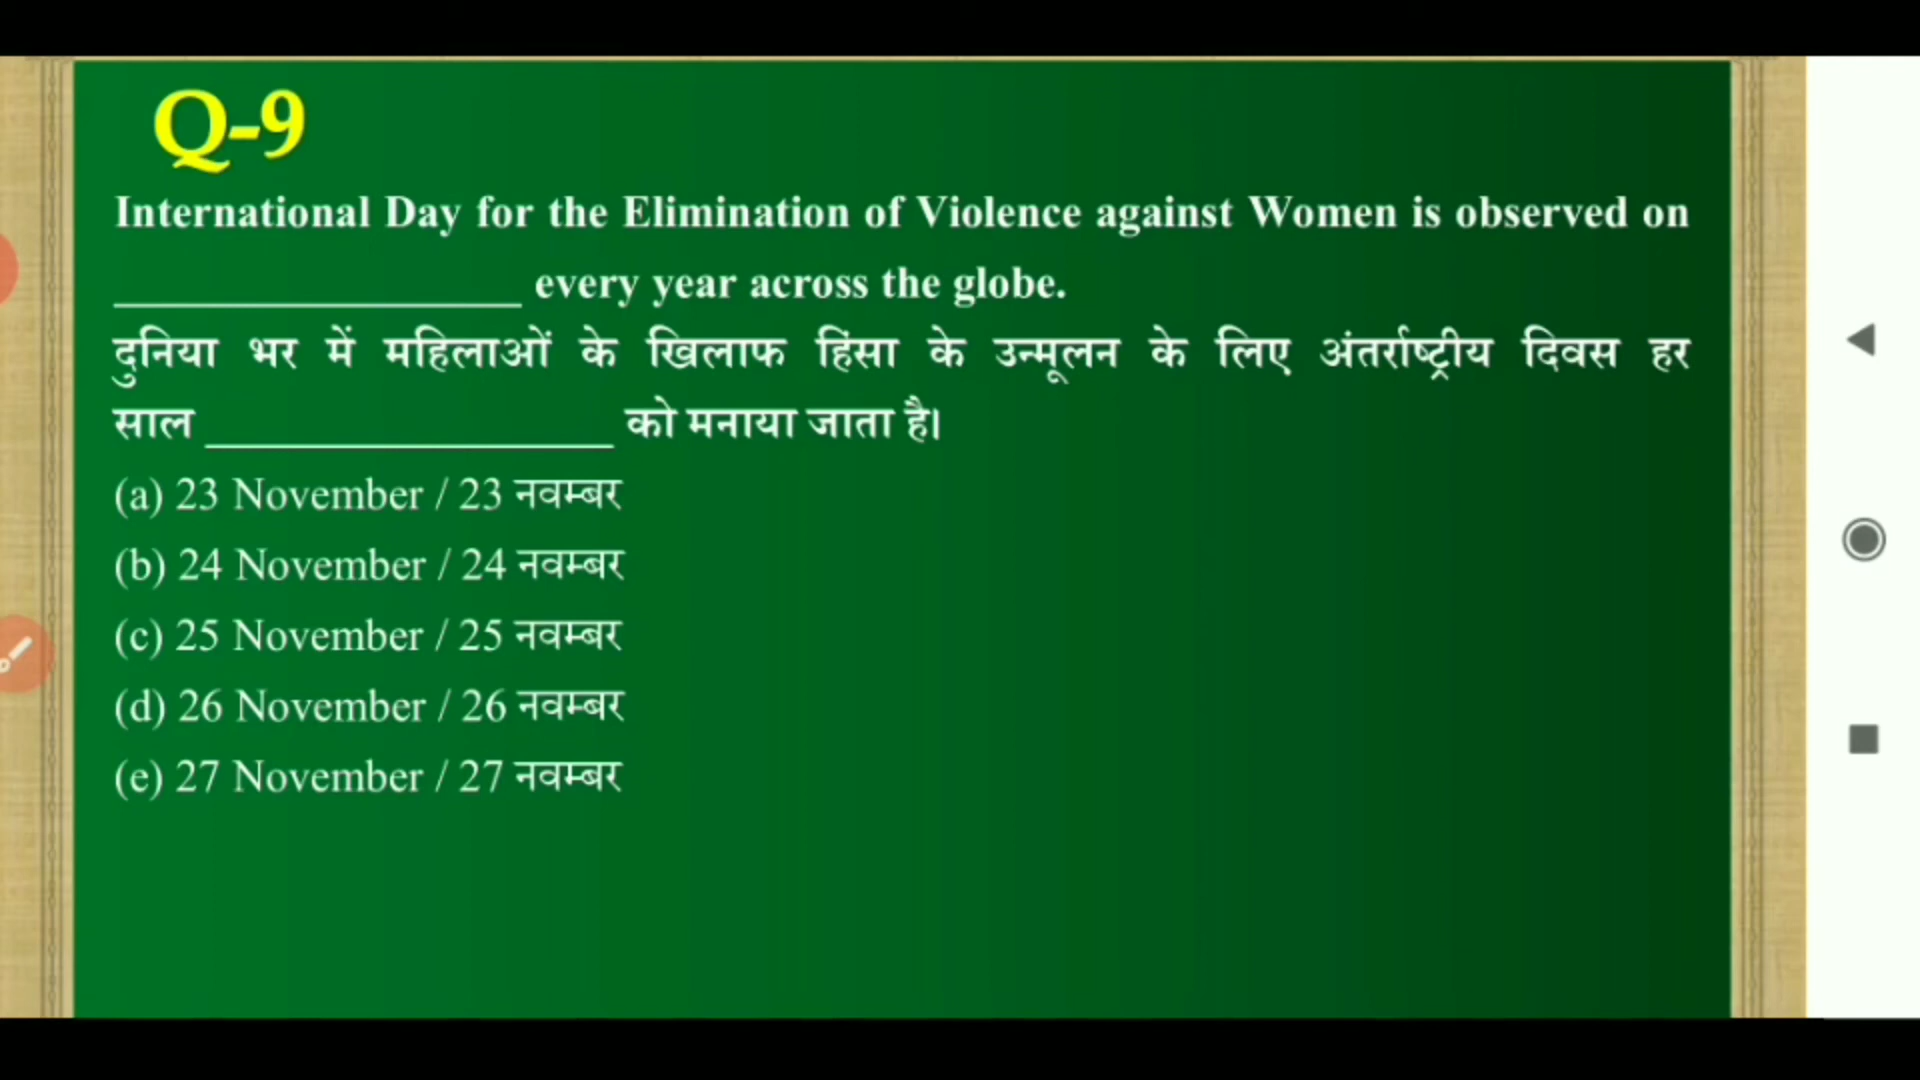 Q-9
International Day for the Elimination of Violence against Women is observed on
_________________ every year across the globe.
दुनिया भर में महिलाओं के खिलाफ हिंसा के उन्मूलन के लिए अंतर्राष्ट्रीय दिवस हर
साल _________________ को मनाया जाता है।
(a) 23 November / 23 नवम्बर
(b) 24 November / 24 नवम्बर
(c) 25 November / 25 नवम्बर
(d) 26 November / 26 नवम्बर
(e) 27 November / 27 नवम्बर